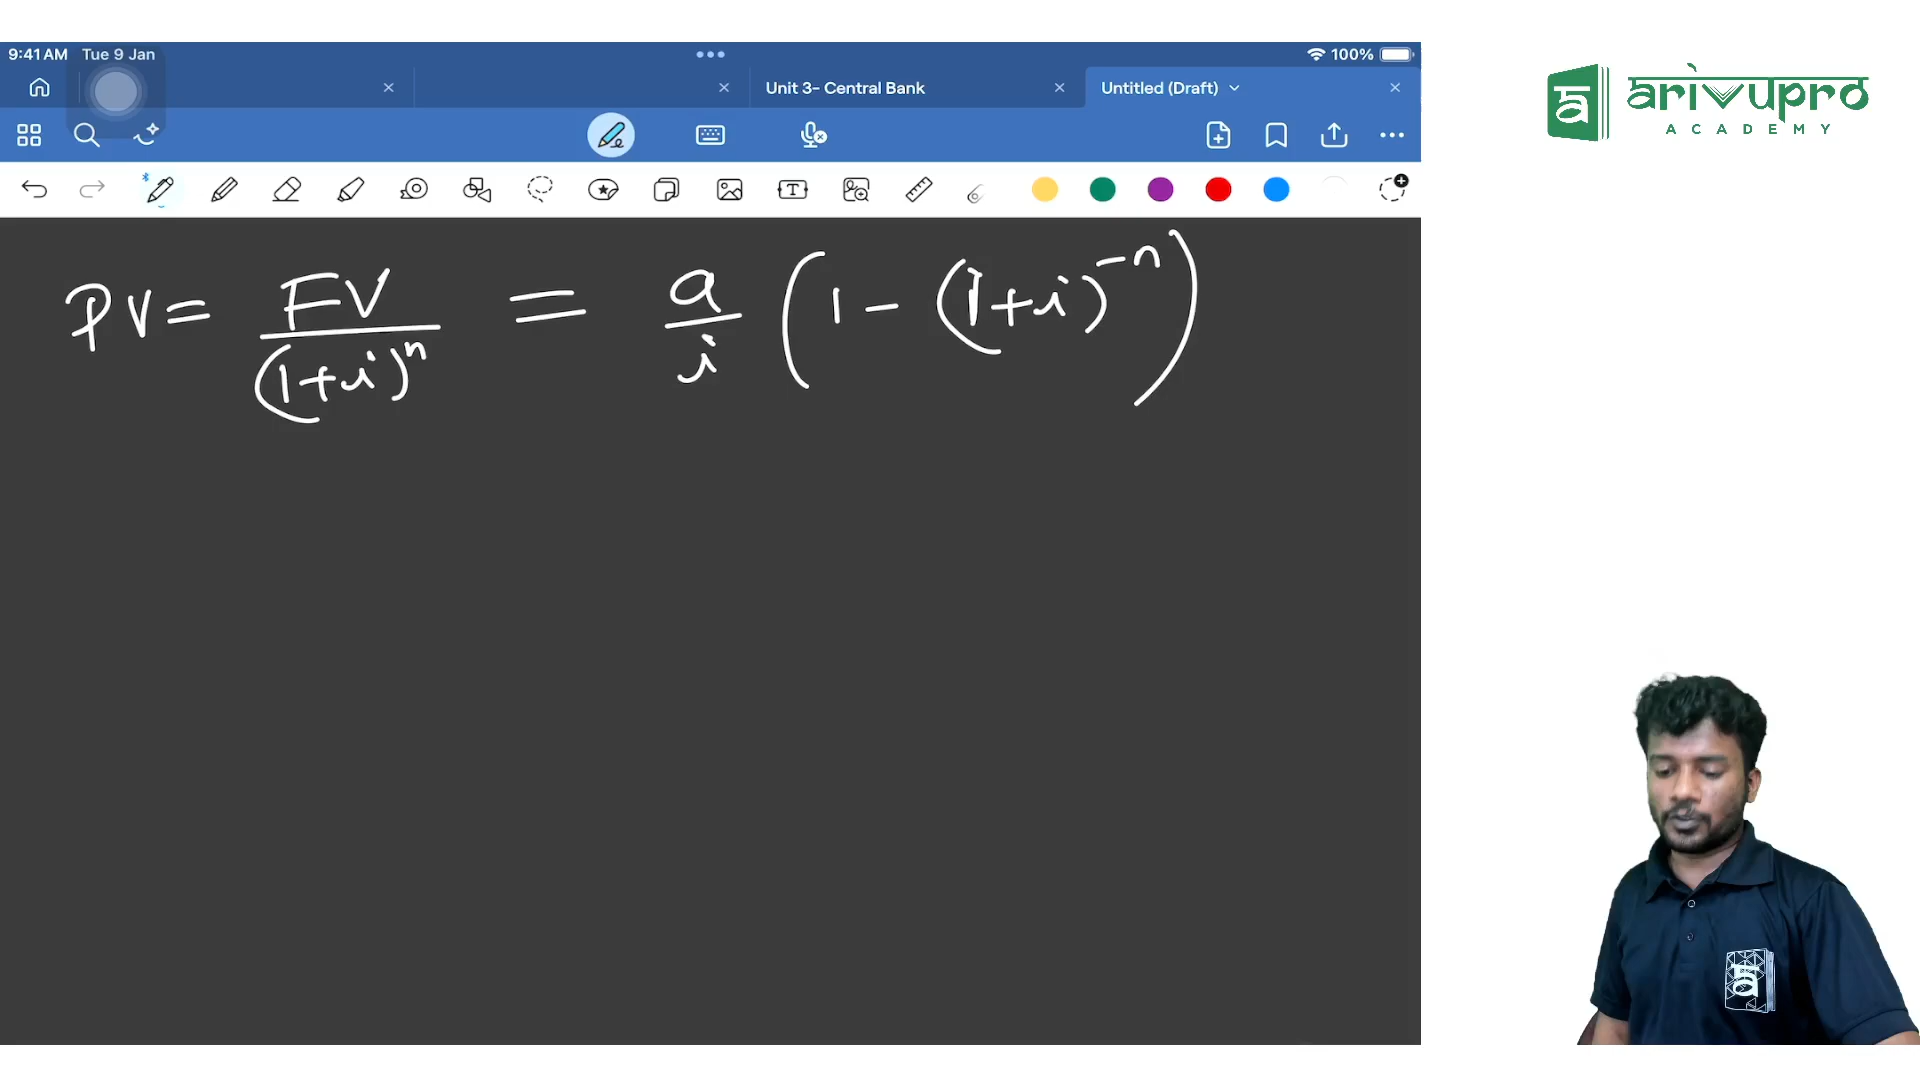 9:41 AM Tue 9 Jan
100%
Unit 3- Central Bank
Untitled (Draft)
arivupro
ACADEMY
PV = FV/(1+i)^n = a/i (1 - (1+i)^-n)